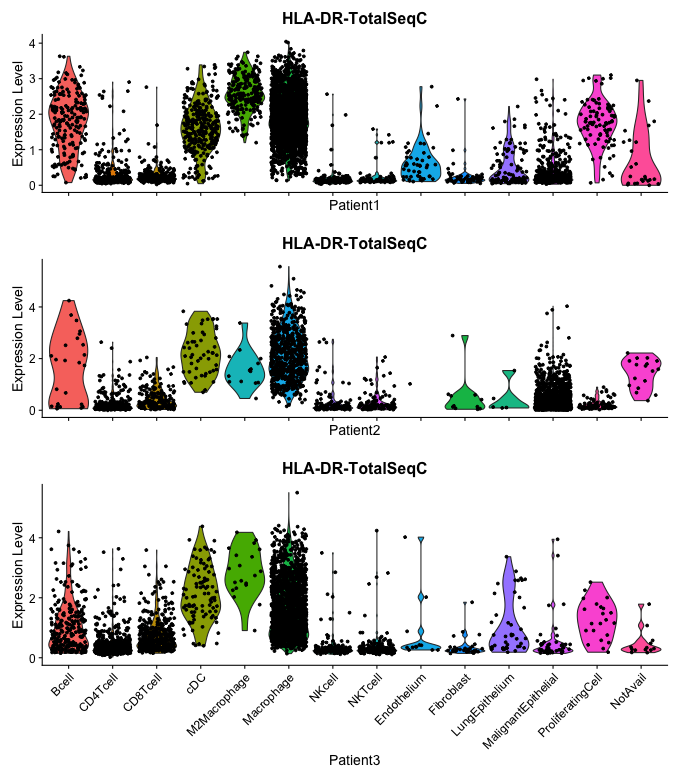 HLA-DR-TotalSeqC
4
3
2
1
0
Expression Level
Patient1
HLA-DR-TotalSeqC
4
2
0
Expression Level
Patient2
HLA-DR-TotalSeqC
4
2
0
Expression Level
Bcell
CD4Tcell
CD8Tcell
cDC
M2Macrophage
Macrophage
NKcell
NKTcell
Endothelium
Fibroblast
LungEpithelium
MalignantEpithelial
ProliferatingCell
NotAvail
Patient3